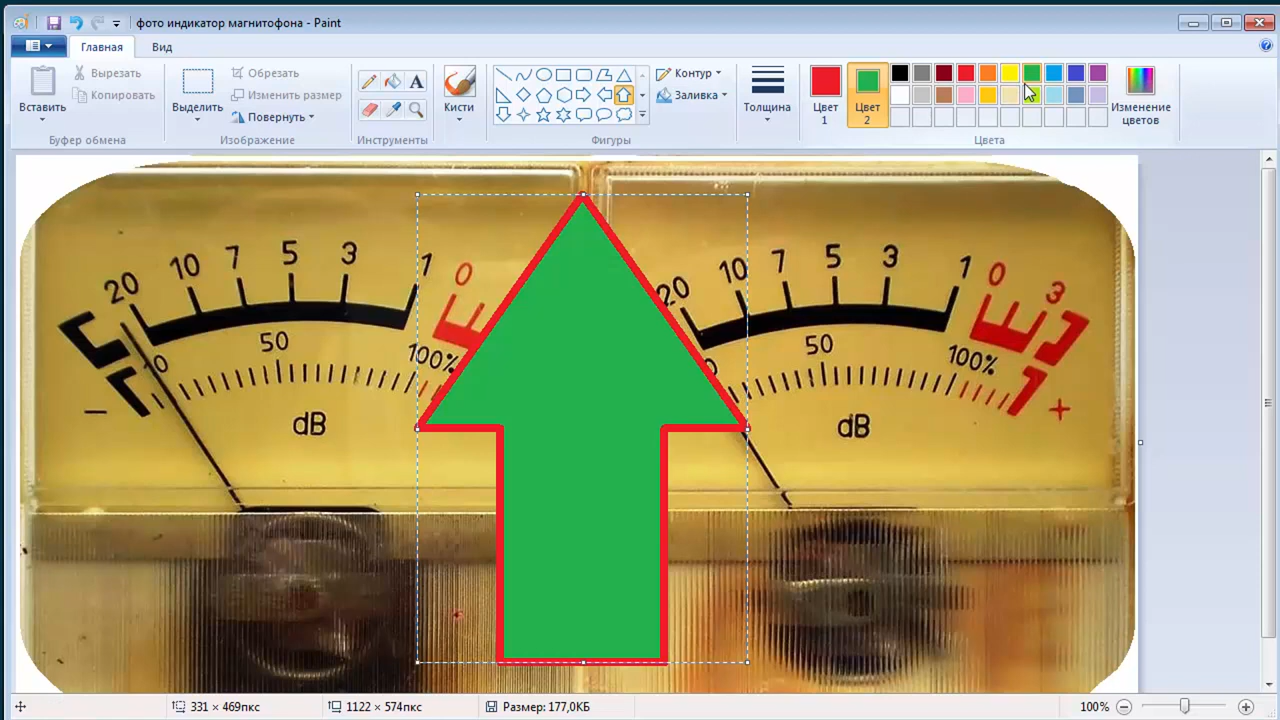 фото индикатор магнитофона - Paint
Главная Вид
Вставить
Вырезать
Копировать
Буфер обмена
Выделить
Обрезать
Изменить размер
Повернуть
Изображение
A
Инструменты
Кисти
Контур
Заливка
Фигуры
Толщина
Цвет 1
Цвет 2
Изменение цветов
Цвета
20 10 7 5 3 1 0
0 50 100%
−
dB
20 10 7 5 3 1 0 3
0 50 100%
+
dB
331 × 469пкс 1122 × 574пкс Размер: 177,0КБ 100%